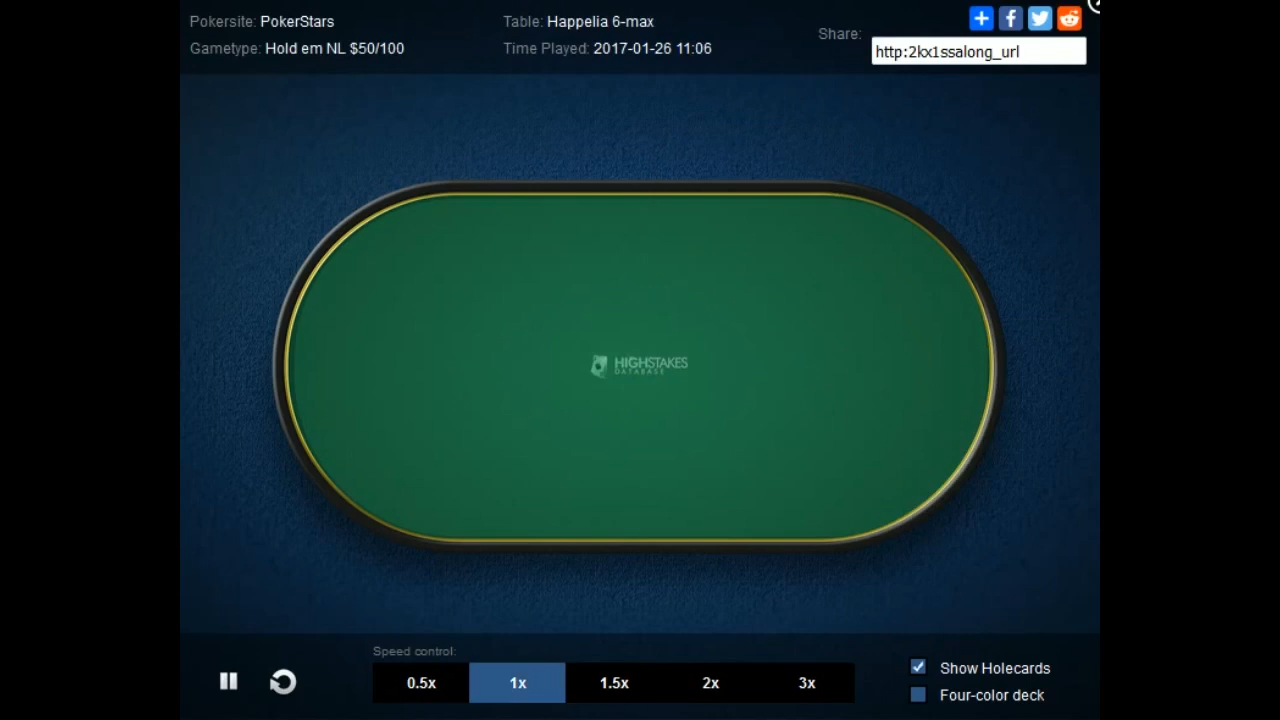 Pokersite: PokerStars
Gametype: Hold em NL $50/100
Table: Happelia 6-max
Time Played: 2017-01-26 11:06
Share:
http:2kx1ssalong_url
HIGHSTAKES
DATABASE
Speed control:
0.5x 1x 1.5x 2x 3x
Show Holecards
Four-color deck